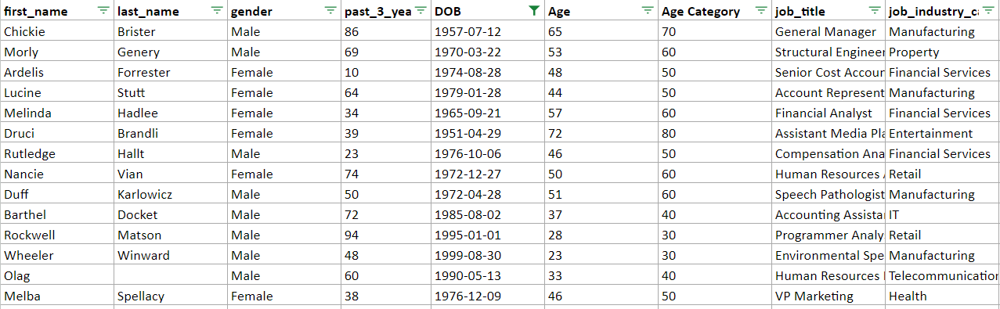 first_name last_name gender past_3_yea DOB Age Age Category job_title job_industry_ca
Chickie Brister Male 86 1957-07-12 65 70 General Manager Manufacturing
Morly Genery Male 69 1970-03-22 53 60 Structural Engineer Property
Ardelis Forrester Female 10 1974-08-28 48 50 Senior Cost Accoun Financial Services
Lucine Stutt Female 64 1979-01-28 44 50 Account Represent Manufacturing
Melinda Hadlee Female 34 1965-09-21 57 60 Financial Analyst Financial Services
Druci Brandli Female 39 1951-04-29 72 80 Assistant Media Pla Entertainment
Rutledge Hallt Male 23 1976-10-06 46 50 Compensation Ana Financial Services
Nancie Vian Female 74 1972-12-27 50 60 Human Resources Retail
Duff Karlowicz Male 50 1972-04-28 51 60 Speech Pathologist Manufacturing
Barthel Docket Male 72 1985-08-02 37 40 Accounting Assista IT
Rockwell Matson Male 94 1995-01-01 28 30 Programmer Analy Retail
Wheeler Winward Male 48 1999-08-30 23 30 Environmental Spe Manufacturing
Olag Male 60 1990-05-13 33 40 Human Resources Telecommunication
Melba Spellacy Female 38 1976-12-09 46 50 VP Marketing Health